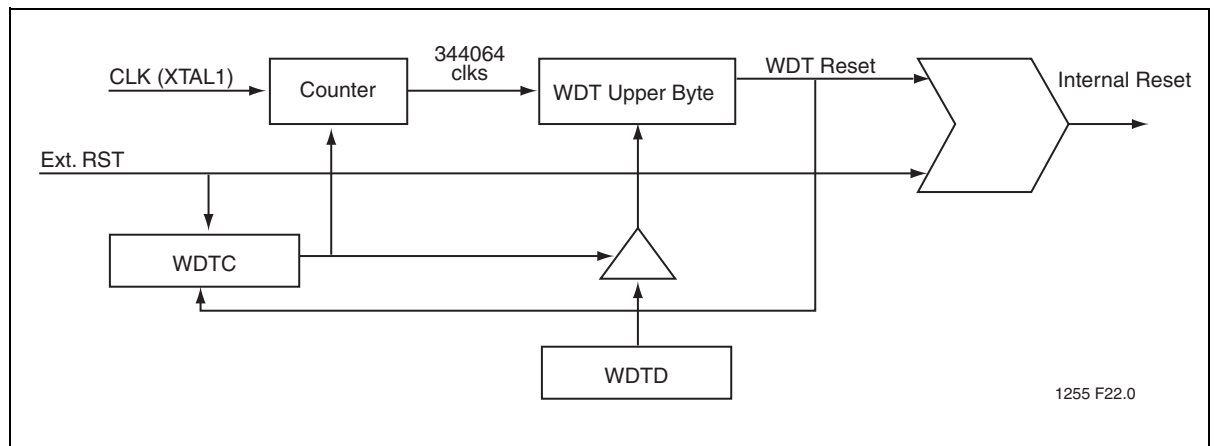 344064
clks
CLK (XTAL1)
Counter
WDT Upper Byte
WDT Reset
Internal Reset
Ext. RST
WDTC
WDTD
1255 F22.0